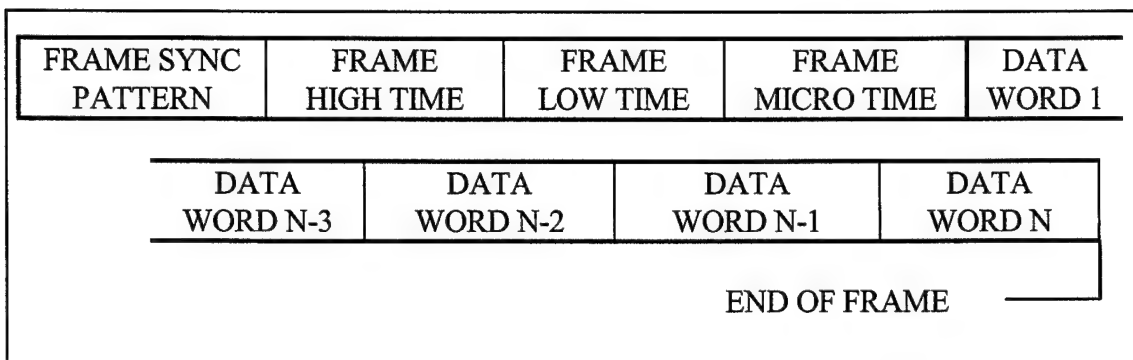 FRAME SYNC PATTERN
FRAME HIGH TIME
FRAME LOW TIME
FRAME MICRO TIME
DATA WORD 1
DATA WORD N-3
DATA WORD N-2
DATA WORD N-1
DATA WORD N
END OF FRAME